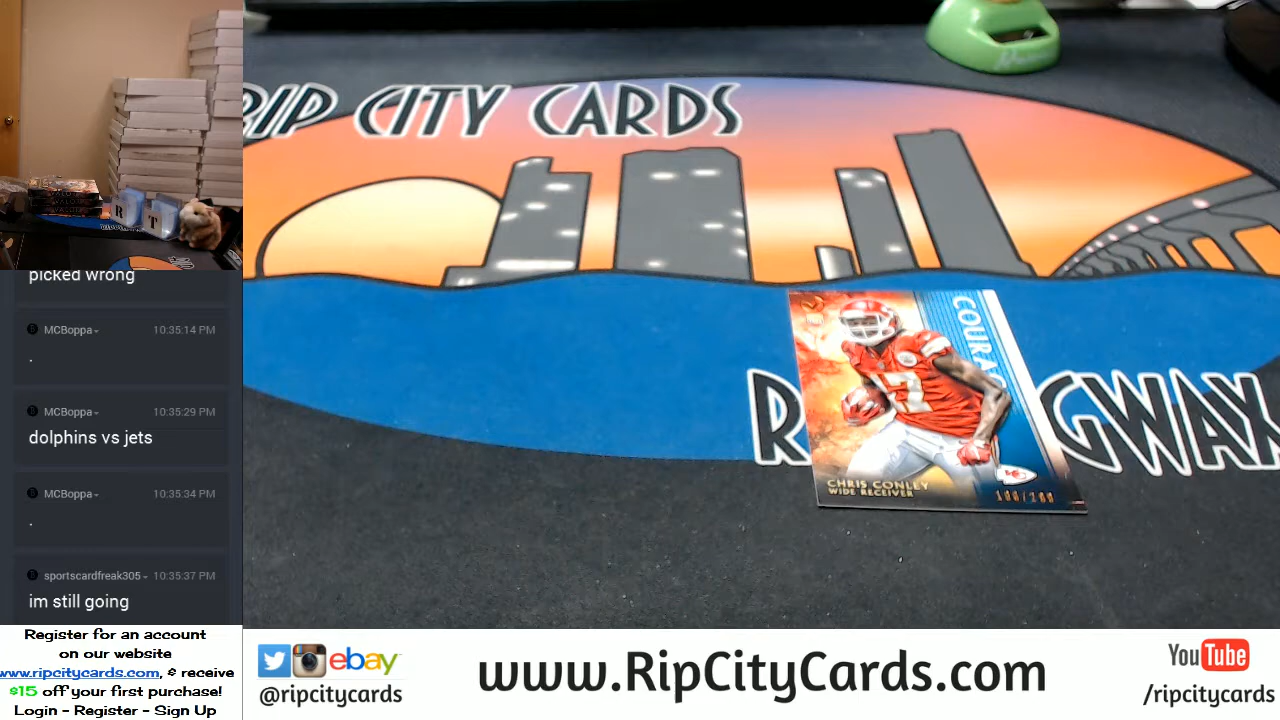 RIP CITY CARDS
picked wrong
MCBoppa
10:35:14 PM
.
MCBoppa
10:35:29 PM
dolphins vs jets
MCBoppa
10:35:34 PM
.
sportscardfreak305
10:35:37 PM
im still going
R T
CHRIS CONLEY
WIDE RECEIVER
17
GWAX
Register for an account
on our website
www.ripcitycards.com, & receive
$15 off your first purchase!
Login - Register - Sign Up
ebay
@ripcitycards
www.RipCityCards.com
YouTube
/ripcitycards